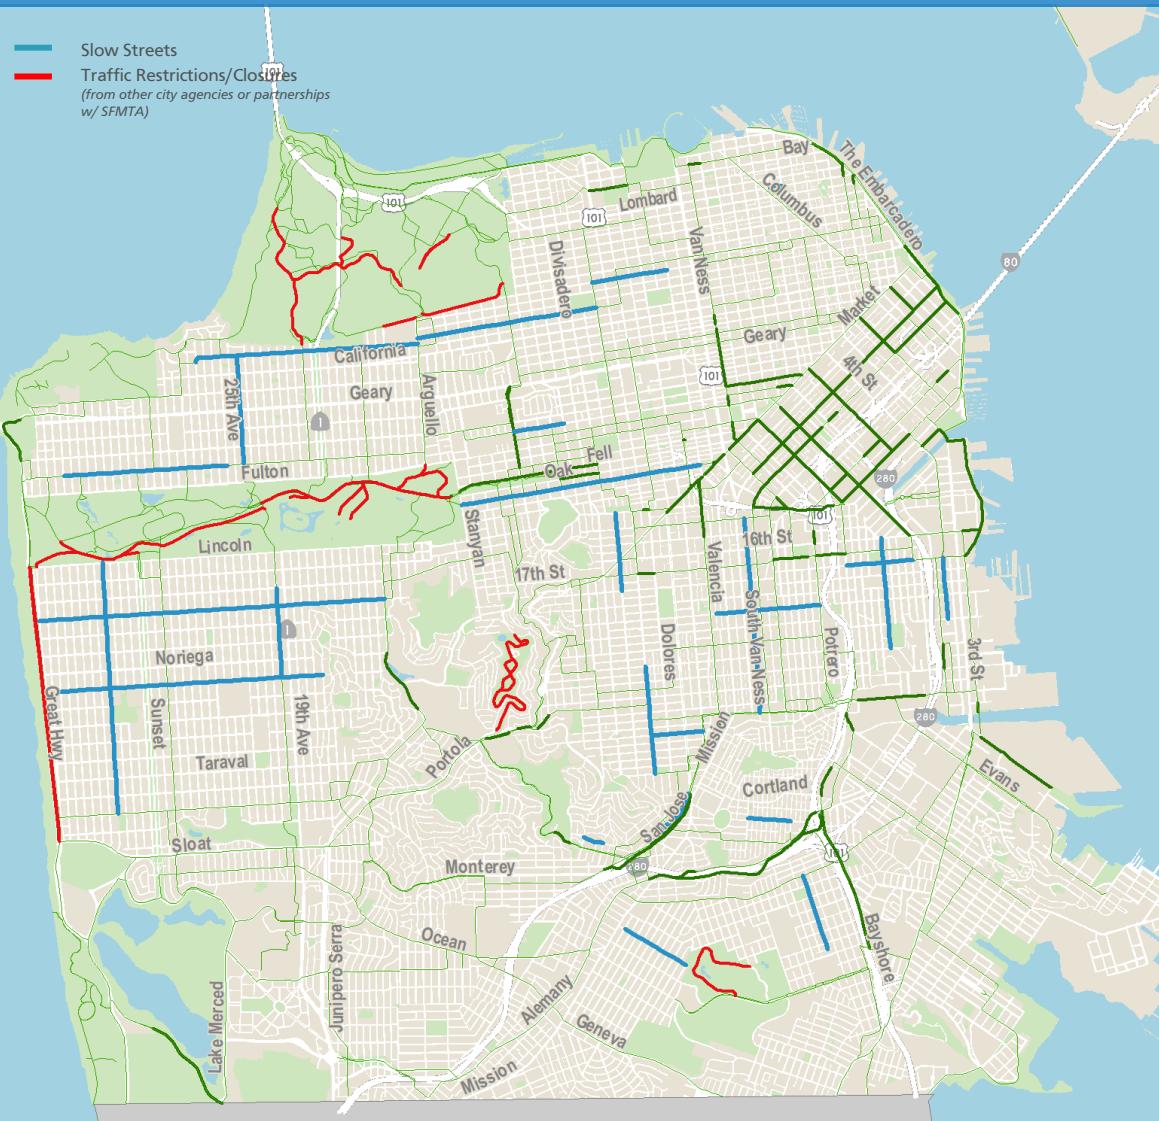 Slow Streets
Traffic Restrictions/Closures
(from other city agencies or partnerships
w/ SFMTA)
101
101
101
Bay
The Embarcadero
Columbus
Lombard
Van Ness
Divisadero
80
Market
Geary
California
4th St
101
25th Ave
Geary
Arguello
1
Fulton
Fell
Oak
280
101
Stanyan
Lincoln
16th St
17th St
Valencia
1
South Van Ness
Dolores
Potrero
3rd St
Noriega
Great Hwy
Sunset
19th Ave
280
Mission
Portola
Taraval
Evans
Cortland
San Jose
Sloat
101
Monterey
280
Ocean
Bayshore
Junipero Serra
Lake Merced
Alemany
Geneva
Mission